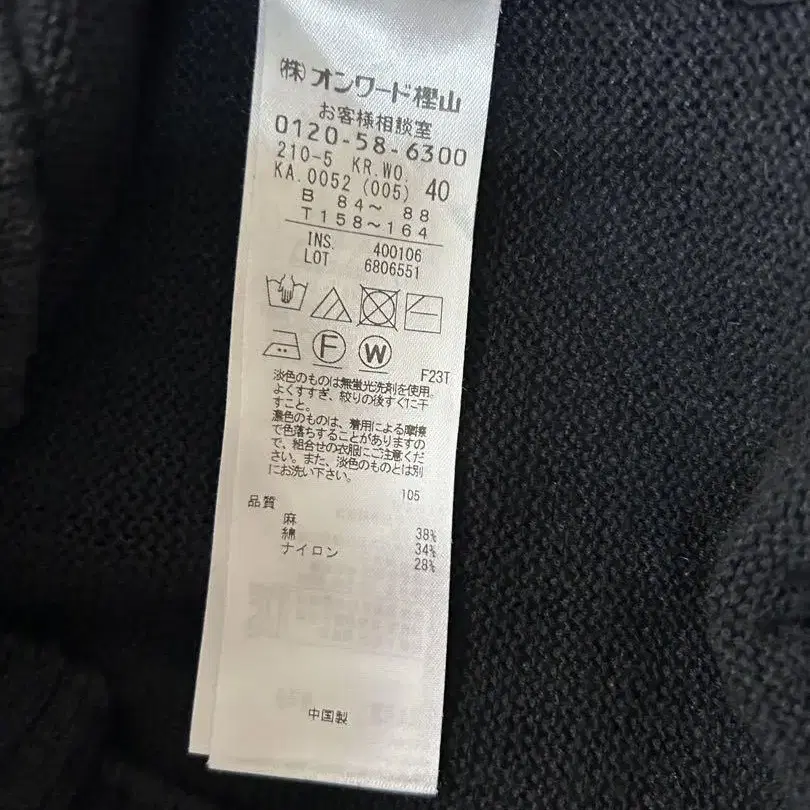 (株)オンワード樫山
お客様相談室
0120-58-6300
210-5 KR.WO.
KA.0052 (005) 40
B 84～ 88
T158～164
INS. 400106
LOT 6806551
F W
F23T
淡色のものは無蛍光洗剤を使用。
よくすすぎ、絞りの後すぐに干
すこと。
濃色のものは、着用による摩擦
で色落ちすることがありますの
で、組合せの衣服にご注意くだ
さい。また、淡色のものとは別
にお洗い下さい。
105
品質
麻 38%
綿 34%
ナイロン 28%
中国製